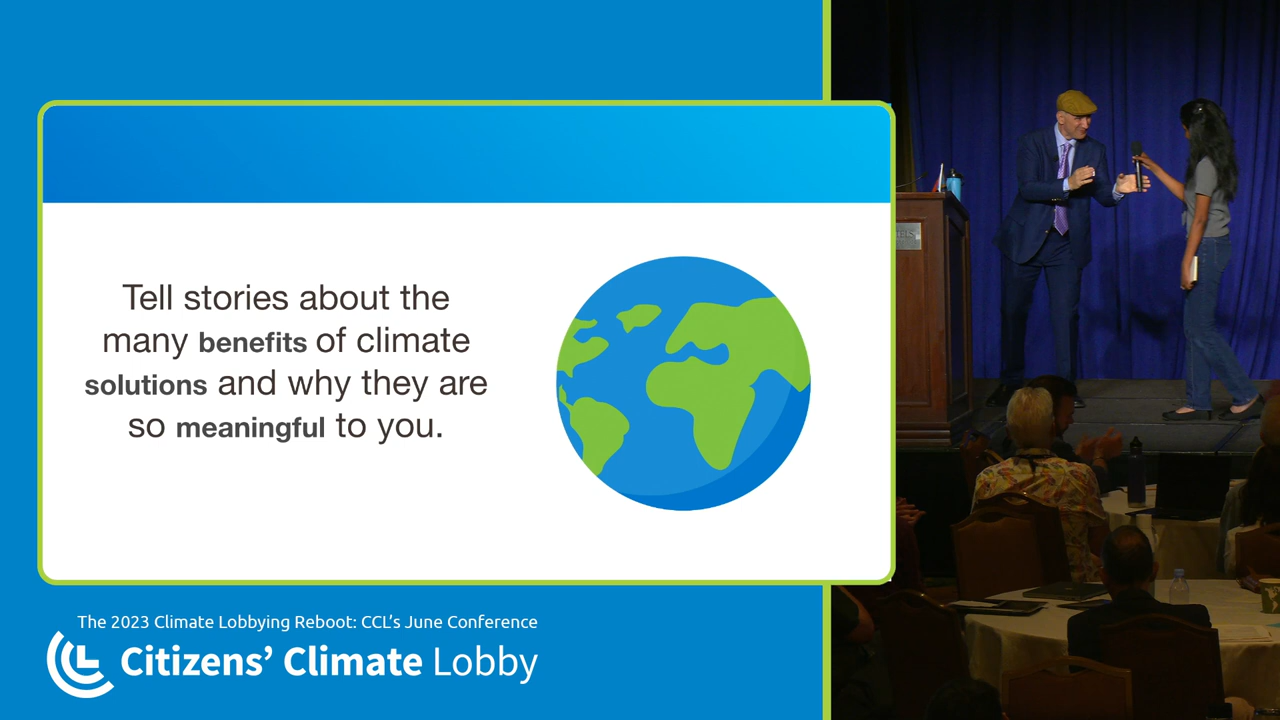 Tell stories about the
many benefits of climate
solutions and why they are
so meaningful to you.
The 2023 Climate Lobbying Reboot: CCL’s June Conference
Citizens’ Climate Lobby